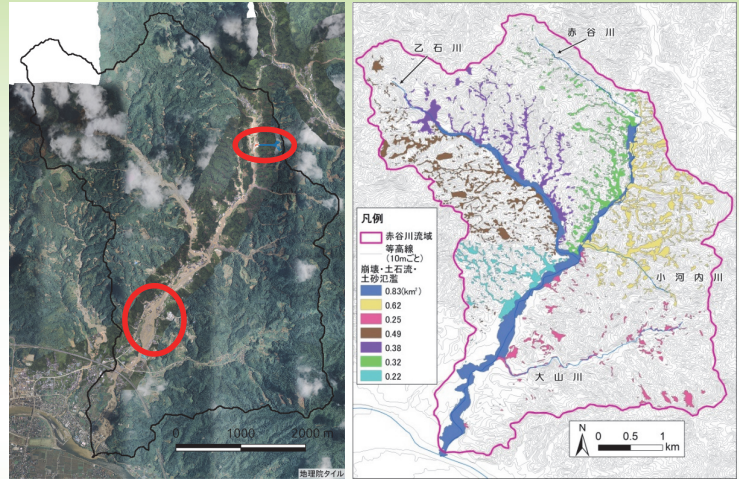 0 1000 2000 m
地理院タイル
赤谷川
乙石川
凡例
赤谷川流域
等高線
(10mごと)
崩壊・土石流・
土砂氾濫
0.83(km²)
0.62
0.25
0.49
0.38
0.32
0.22
小河内川
大山川
N
0 0.5 1
km